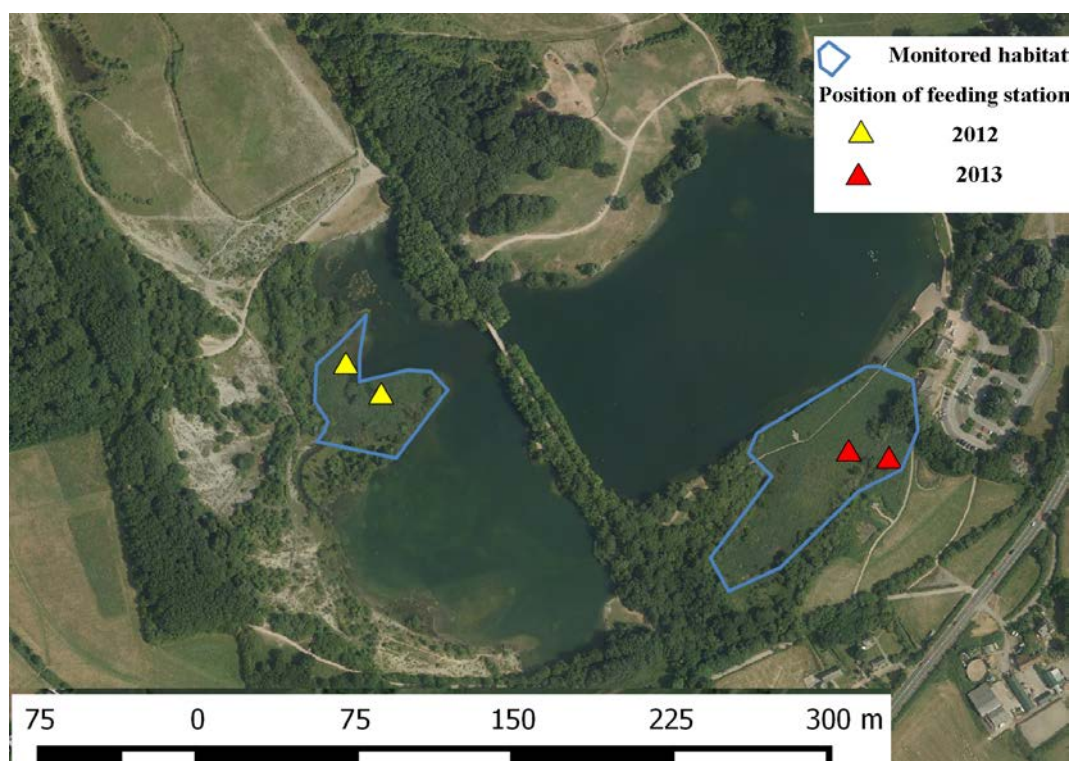 Monitored habitat
Position of feeding station
2012
2013
75 0 75 150 225 300 m